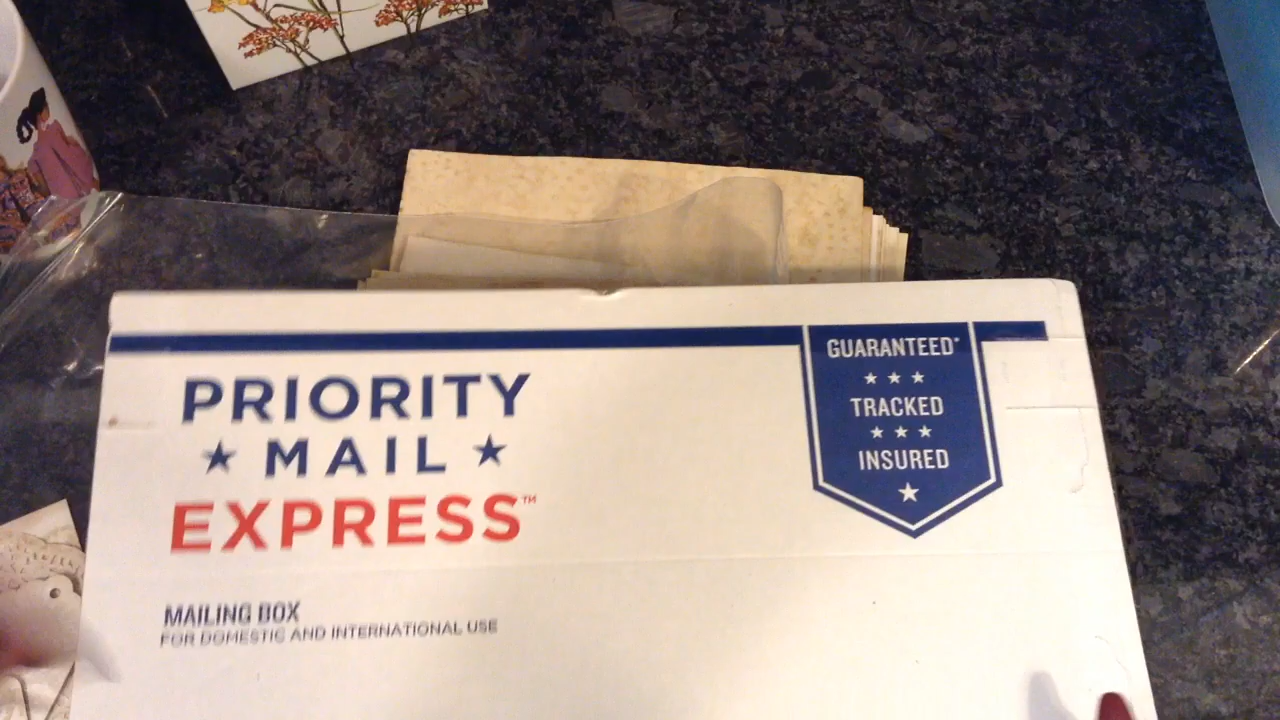 PRIORITY
★ MAIL ★
EXPRESS™
GUARANTEED*
★ ★ ★
TRACKED
★ ★ ★
INSURED
★
MAILING BOX
FOR DOMESTIC AND INTERNATIONAL USE